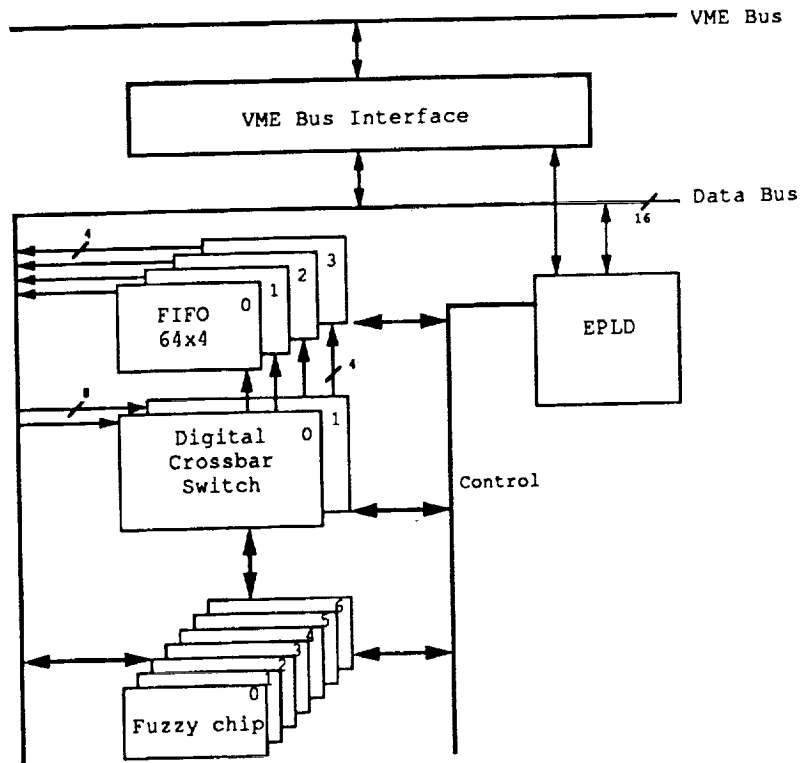 VME Bus
VME Bus Interface
Data Bus
16
4
3
2
1
0
FIFO
64x4
EPLD
4
8
1
0
Digital
Crossbar
Switch
Control
6
5
4
3
2
1
0
Fuzzy chip